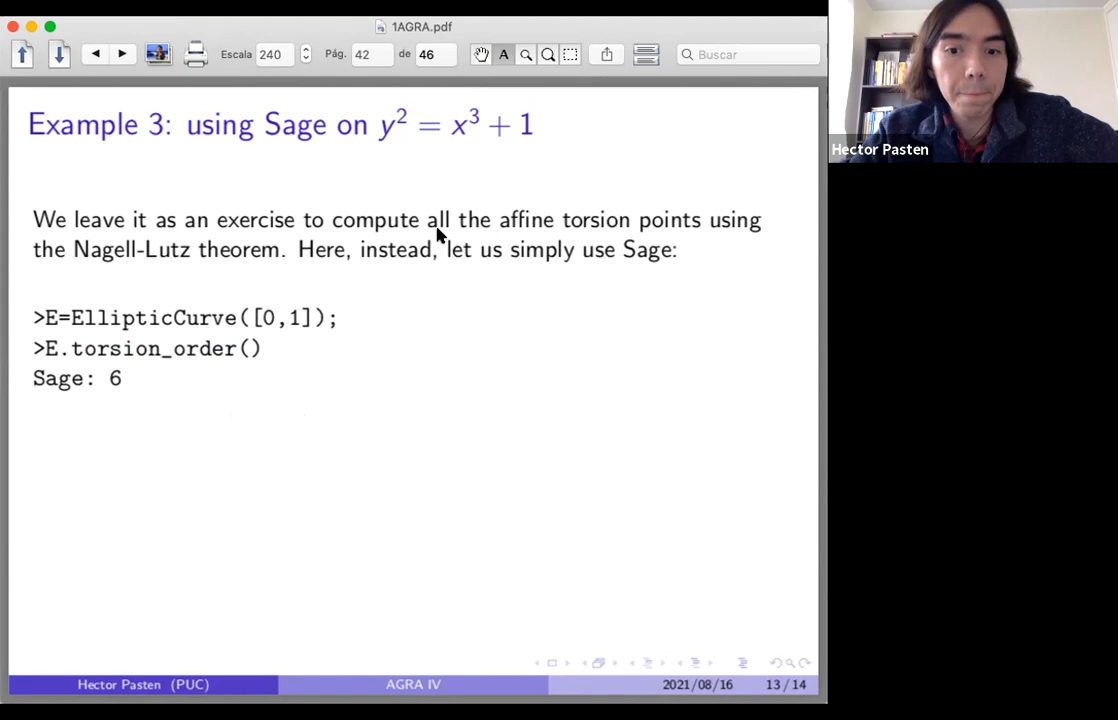 1AGRA.pdf
Escala 240 Pág. 42 de 46 A Buscar
Example 3: using Sage on y² = x³ + 1
We leave it as an exercise to compute all the affine torsion points using
the Nagell-Lutz theorem. Here, instead, let us simply use Sage:
>E=EllipticCurve([0,1]);
>E.torsion_order()
Sage: 6
Hector Pasten (PUC) AGRA IV 2021/08/16 13 / 14
Hector Pasten